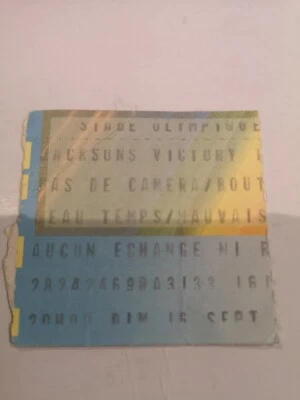 STADE OLYMPIQUE
JACKSONS VICTORY T
PAS DE CAMERA/BOUT
BEAU TEMPS/MAUVAIS
AUCUN ECHANGE NI R
20H00 DIM 16 SEPT